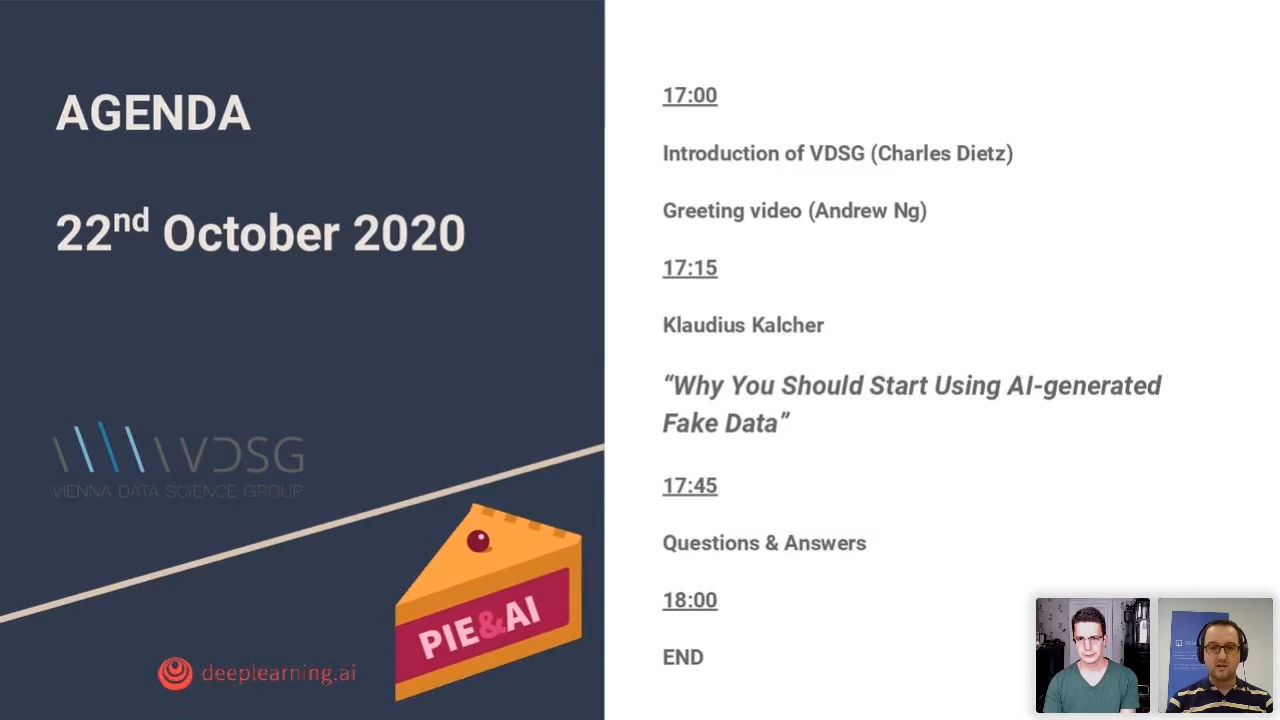 AGENDA
22nd October 2020
VDSG
VIENNA DATA SCIENCE GROUP
PIE&AI
deeplearning.ai
17:00
Introduction of VDSG (Charles Dietz)
Greeting video (Andrew Ng)
17:15
Klaudius Kalcher
“Why You Should Start Using AI-generated
Fake Data”
17:45
Questions & Answers
18:00
END